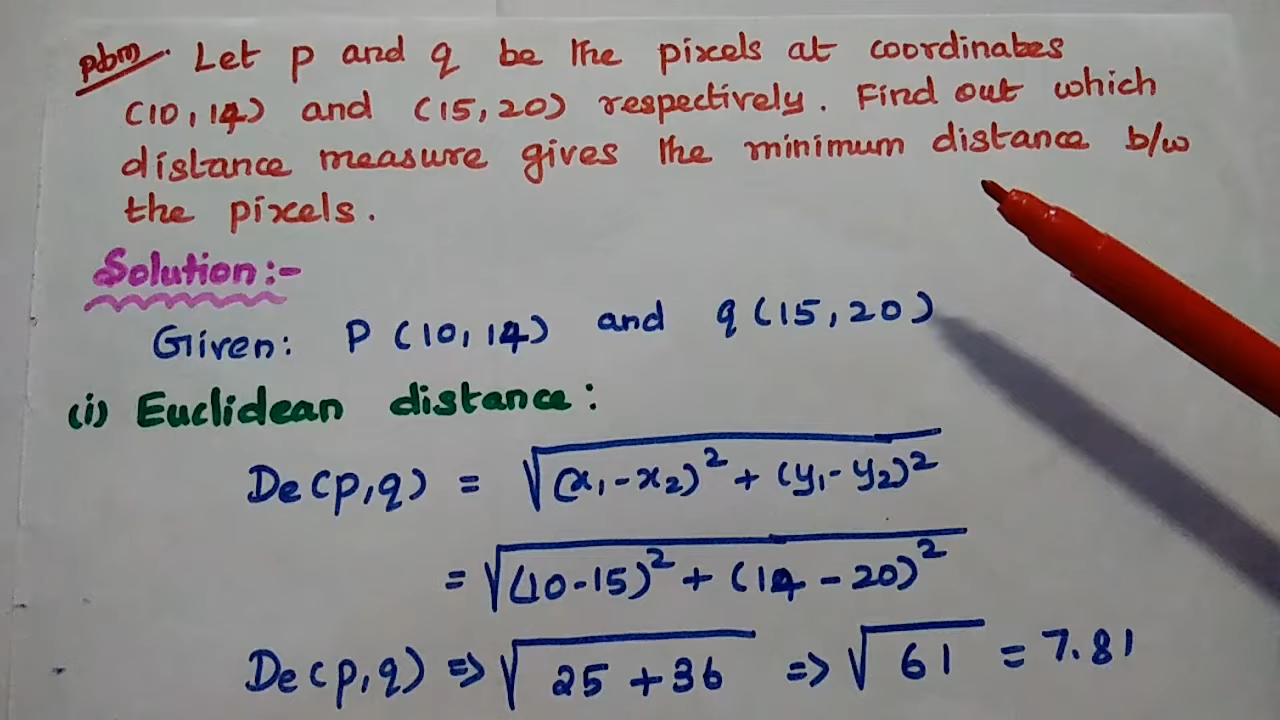 pbm. Let p and q be the pixels at coordinates
(10, 14) and (15, 20) respectively. Find out which
distance measure gives the minimum distance b/w
the pixels.
Solution:-
Given: P (10, 14) and q (15, 20)
(i) Euclidean distance:
De(p,q) = √(x₁-x₂)² + (y₁-y₂)²
= √(10-15)² + (14-20)²
De(p,q) => √25+36 => √61 = 7.81